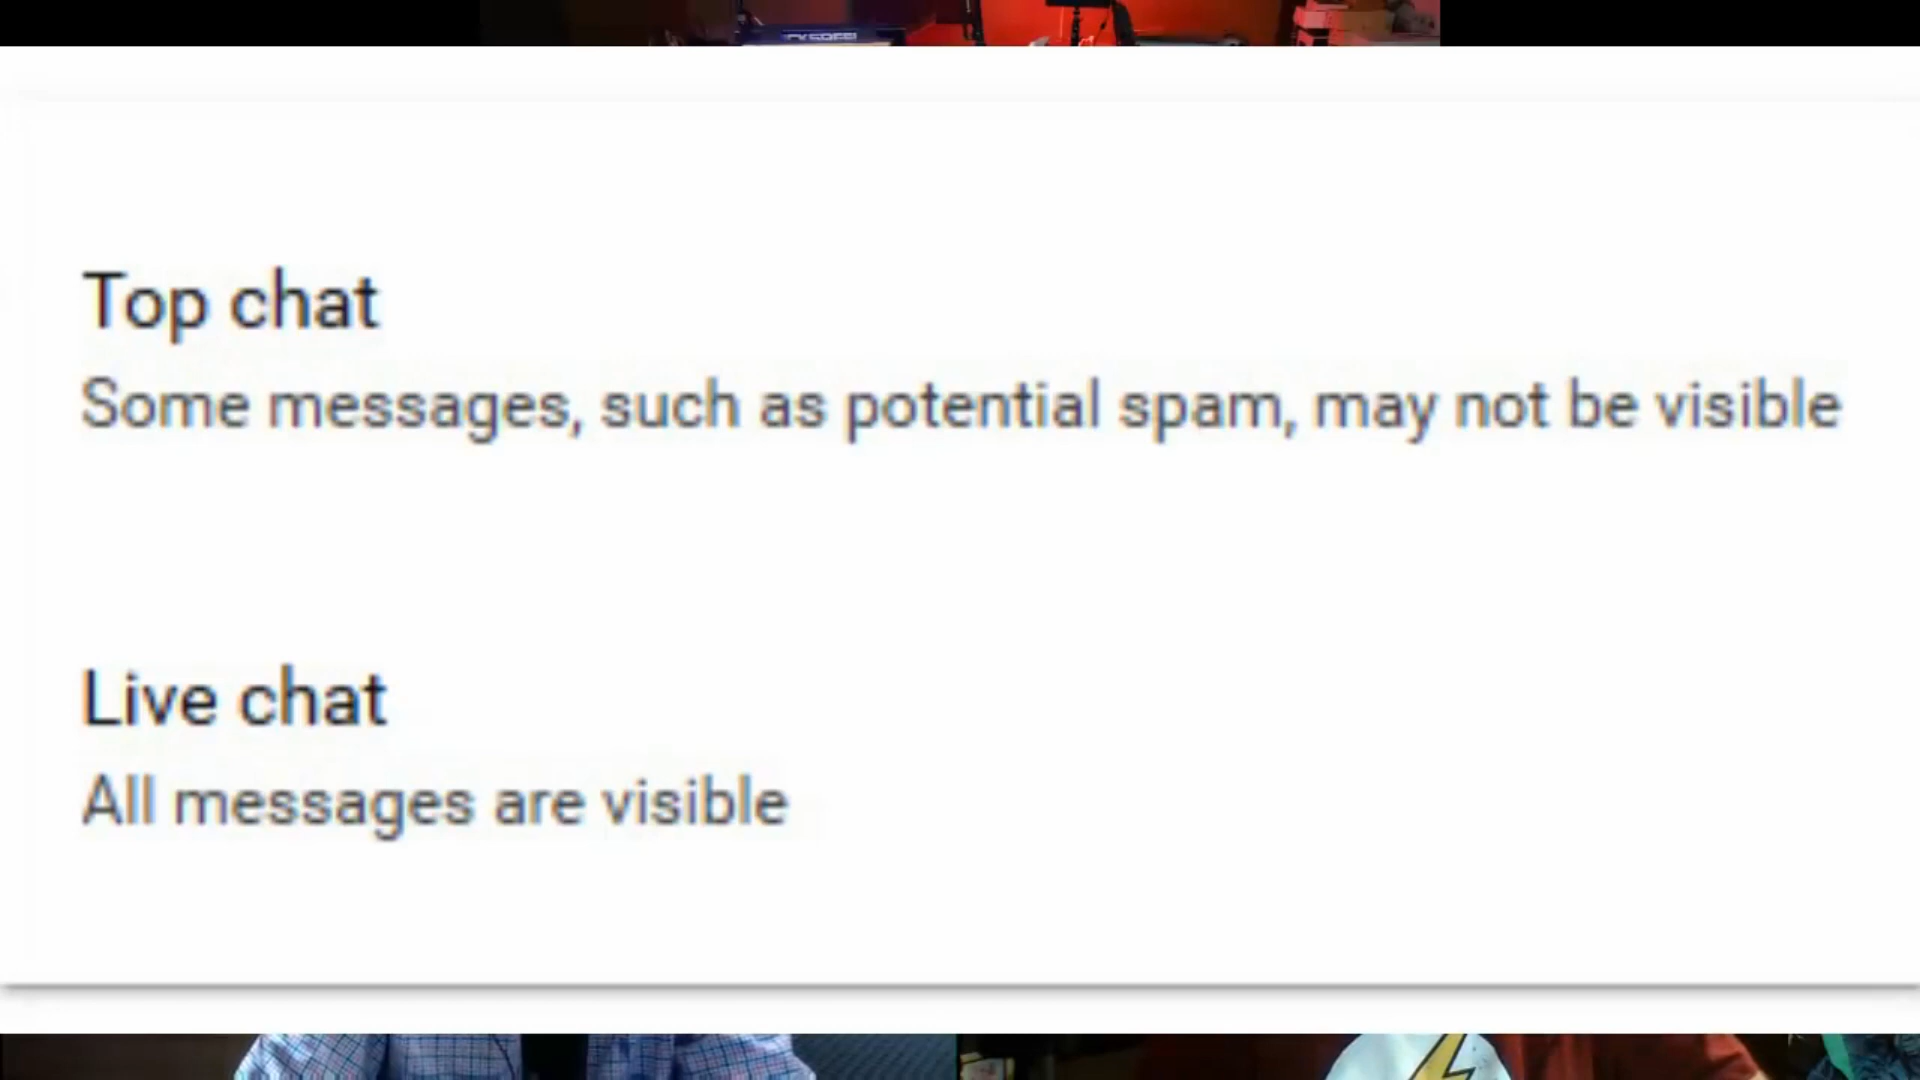 Top chat
Some messages, such as potential spam, may not be visible
Live chat
All messages are visible